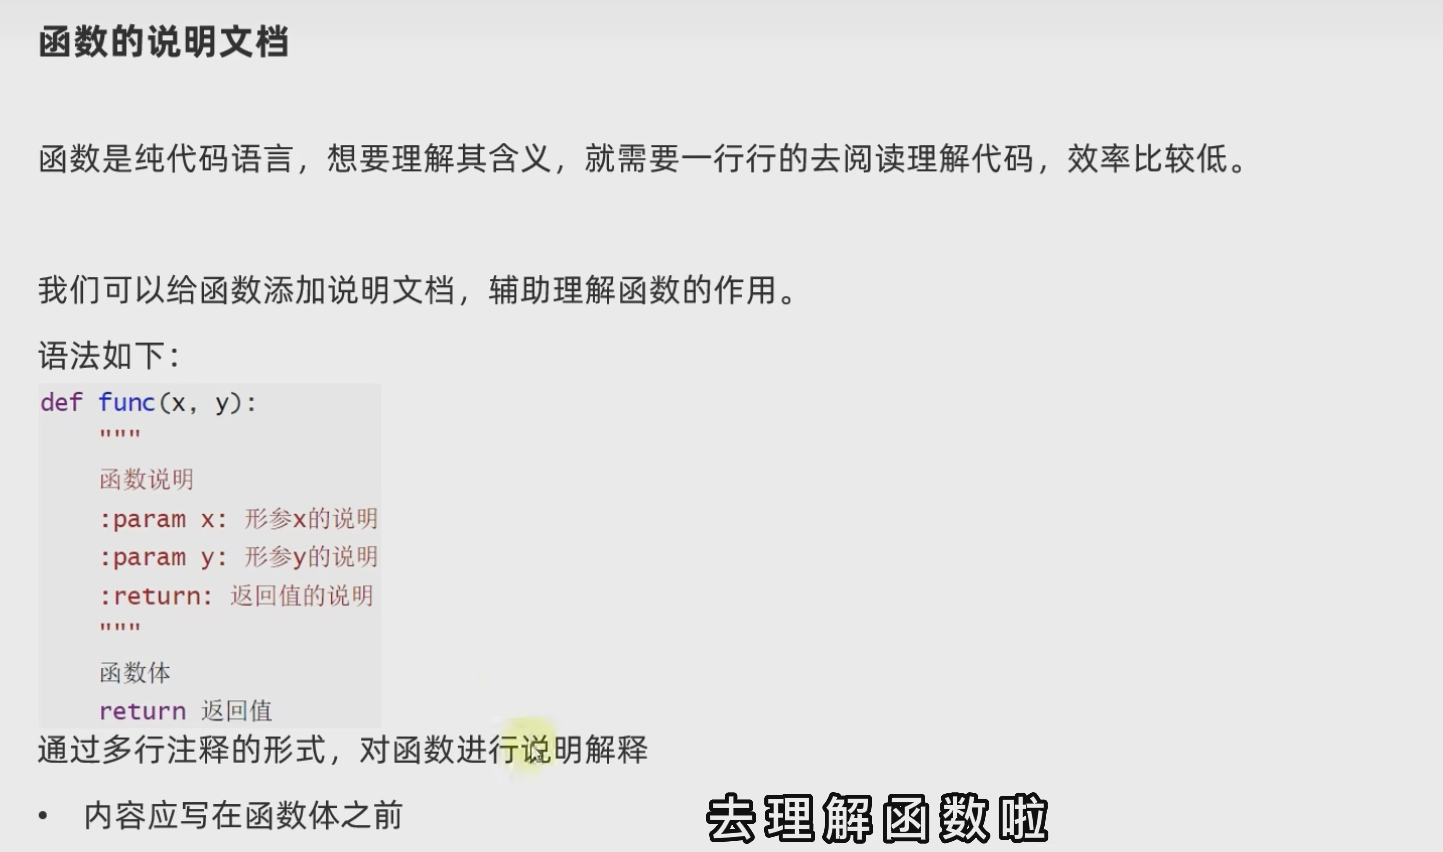 函数的说明文档
函数是纯代码语言，想要理解其含义，就需要一行行的去阅读理解代码，效率比较低。
我们可以给函数添加说明文档，辅助理解函数的作用。
语法如下：
def func(x, y):
"""
函数说明
:param x: 形参x的说明
:param y: 形参y的说明
:return: 返回值的说明
"""
函数体
return 返回值
通过多行注释的形式，对函数进行说明解释
• 内容应写在函数体之前
去理解函数啦